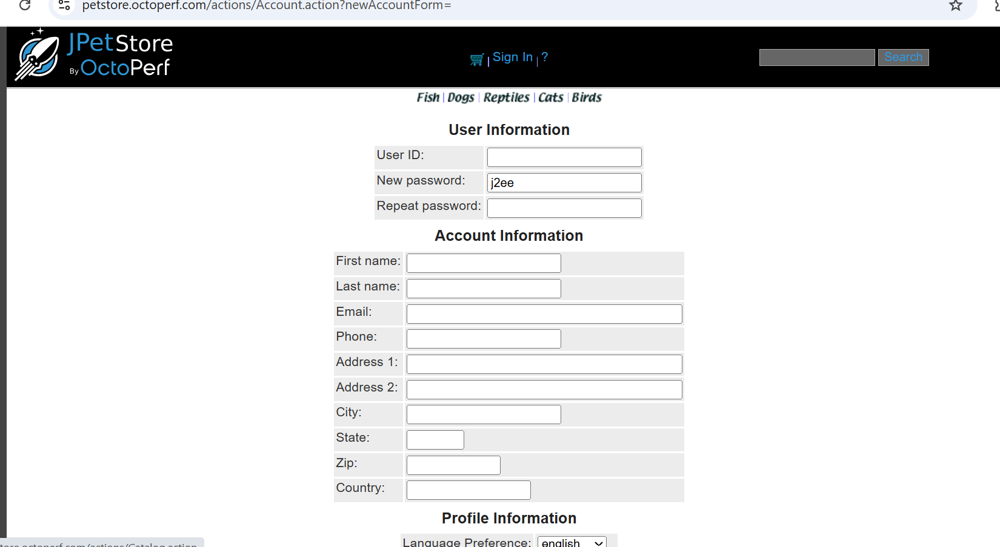 petstore.octoperf.com/actions/Account.action?newAccountForm=
JPetStore
By OctoPerf
Sign In | ?
Search
Fish | Dogs | Reptiles | Cats | Birds
User Information
User ID:
New password: j2ee
Repeat password:
Account Information
First name:
Last name:
Email:
Phone:
Address 1:
Address 2:
City:
State:
Zip:
Country:
Profile Information
Language Preference: english
tore.octoperf.com/actions/Catalog.action